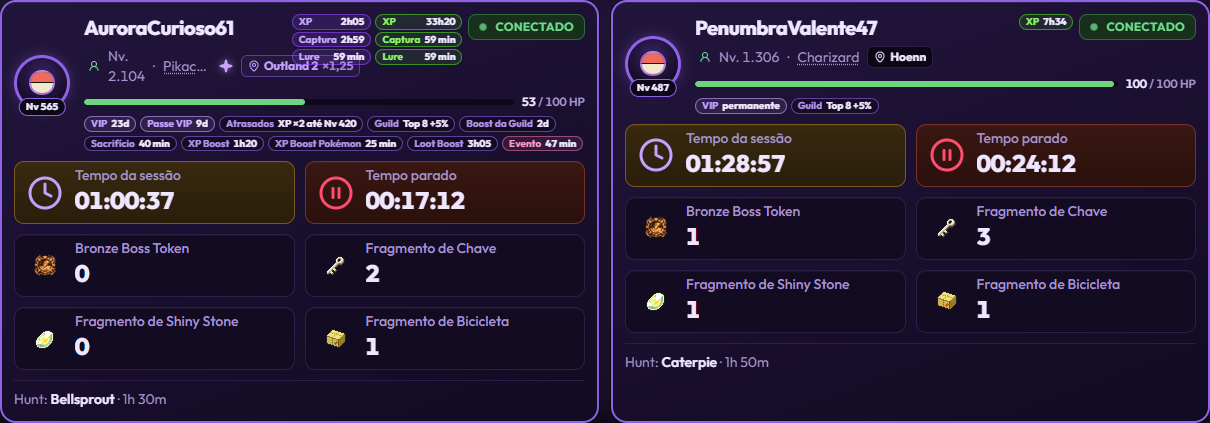 AuroraCurioso61
XP 2h05
XP 33h20
Captura 2h59
Captura 59 min
Lure 59 min
Lure 59 min
CONECTADO
Nv. 2.104 · Pikac...
Outland 2 ×1,25
Nv 565
53 / 100 HP
VIP 23d
Passe VIP 9d
Atrasados XP ×2 até Nv 420
Guild Top 8 +5%
Boost da Guild 2d
Sacrifício 40 min
XP Boost 1h20
XP Boost Pokémon 25 min
Loot Boost 3h05
Evento 47 min
Tempo da sessão
01:00:37
Tempo parado
00:17:12
Bronze Boss Token
0
Fragmento de Chave
2
Fragmento de Shiny Stone
0
Fragmento de Bicicleta
1
Hunt: Bellsprout · 1h 30m
PenumbraValente47
XP 7h34
CONECTADO
Nv. 1.306 · Charizard
Hoenn
Nv 487
100 / 100 HP
VIP permanente
Guild Top 8 +5%
Tempo da sessão
01:28:57
Tempo parado
00:24:12
Bronze Boss Token
1
Fragmento de Chave
3
Fragmento de Shiny Stone
1
Fragmento de Bicicleta
1
Hunt: Caterpie · 1h 50m